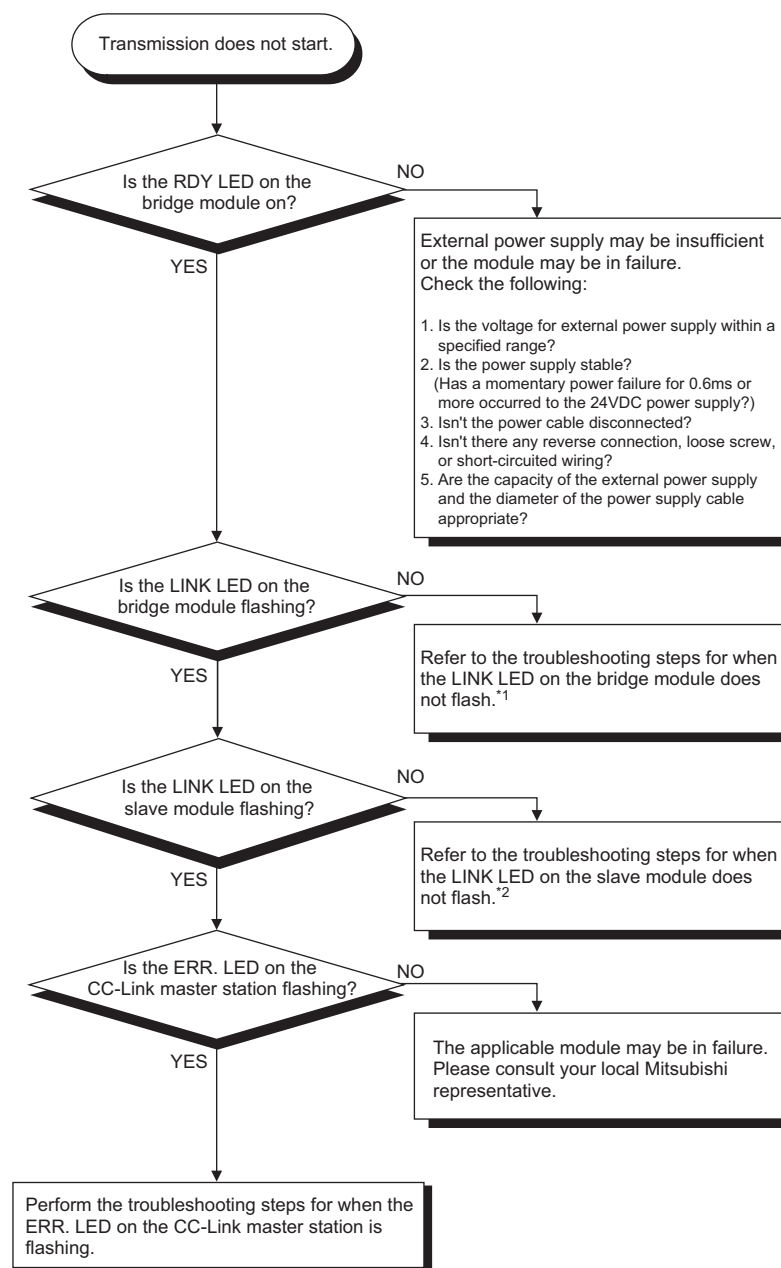 Transmission does not start.
Is the RDY LED on the
bridge module on?
NO
YES
External power supply may be insufficient
or the module may be in failure.
Check the following:
1. Is the voltage for external power supply within a
specified range?
2. Is the power supply stable?
(Has a momentary power failure for 0.6ms or
more occurred to the 24VDC power supply?)
3. Isn't the power cable disconnected?
4. Isn't there any reverse connection, loose screw,
or short-circuited wiring?
5. Are the capacity of the external power supply
and the diameter of the power supply cable
appropriate?
Is the LINK LED on the
bridge module flashing?
NO
YES
Refer to the troubleshooting steps for when
the LINK LED on the bridge module does
not flash.*1
Is the LINK LED on the
slave module flashing?
NO
YES
Refer to the troubleshooting steps for when
the LINK LED on the slave module does
not flash.*2
Is the ERR. LED on the
CC-Link master station flashing?
NO
YES
The applicable module may be in failure.
Please consult your local Mitsubishi
representative.
Perform the troubleshooting steps for when the
ERR. LED on the CC-Link master station is
flashing.